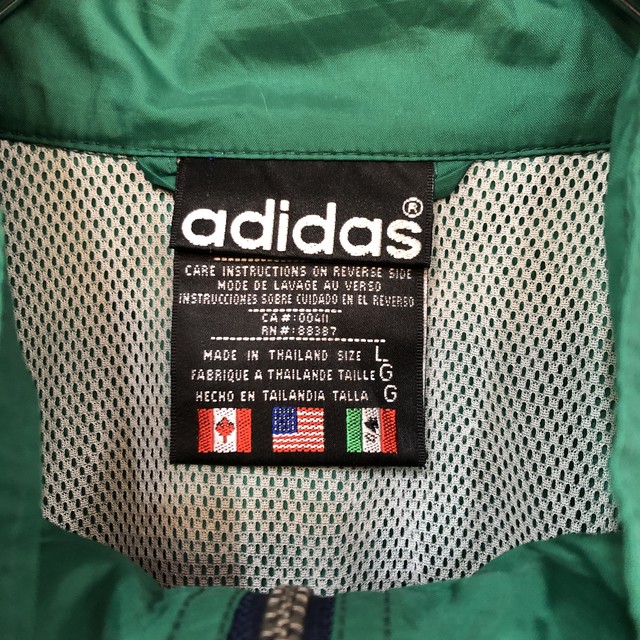 adidas®
CARE INSTRUCTIONS ON REVERSE SIDE
MODE DE LAVAGE AU VERSO
INSTRUCCIONES SOBRE CUIDADO EN EL REVERSO
CA#:00411
RN#:88387
MADE IN THAILAND SIZE L
FABRIQUE A THAILANDE TAILLE G
HECHO EN TAILANDIA TALLA G